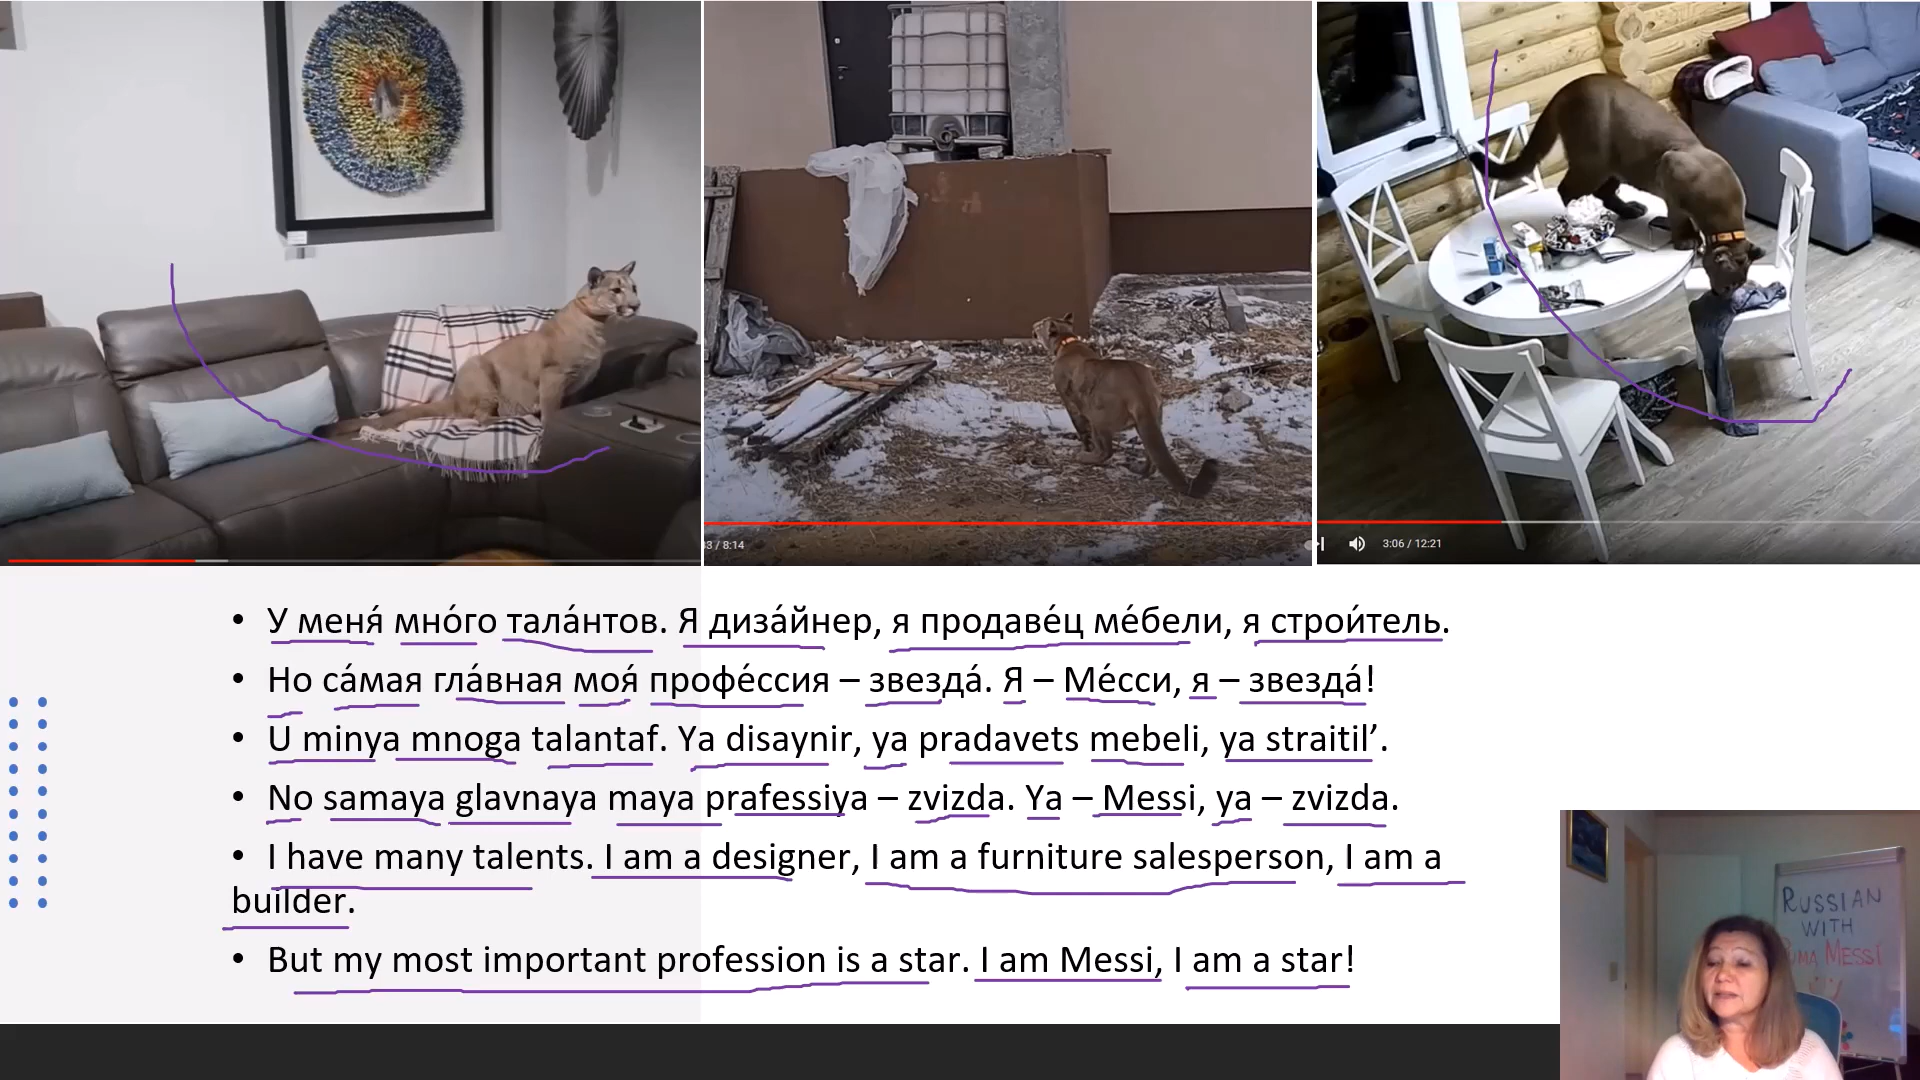 33 / 8:14
3:06 / 12:21
• У меня́ мно́го тала́нтов. Я диза́йнер, я продаве́ц ме́бели, я строи́тель.
• Но са́мая гла́вная моя́ профе́ссия – звезда́. Я – Ме́сси, я – звезда́!
• U minya mnoga talantaf. Ya disaynir, ya pradavets mebeli, ya straitil’.
• No samaya glavnaya maya prafessiya – zvizda. Ya – Messi, ya – zvizda.
• I have many talents. I am a designer, I am a furniture salesperson, I am a
builder.
• But my most important profession is a star. I am Messi, I am a star!
RUSSIAN
WITH
PUMA MESSI